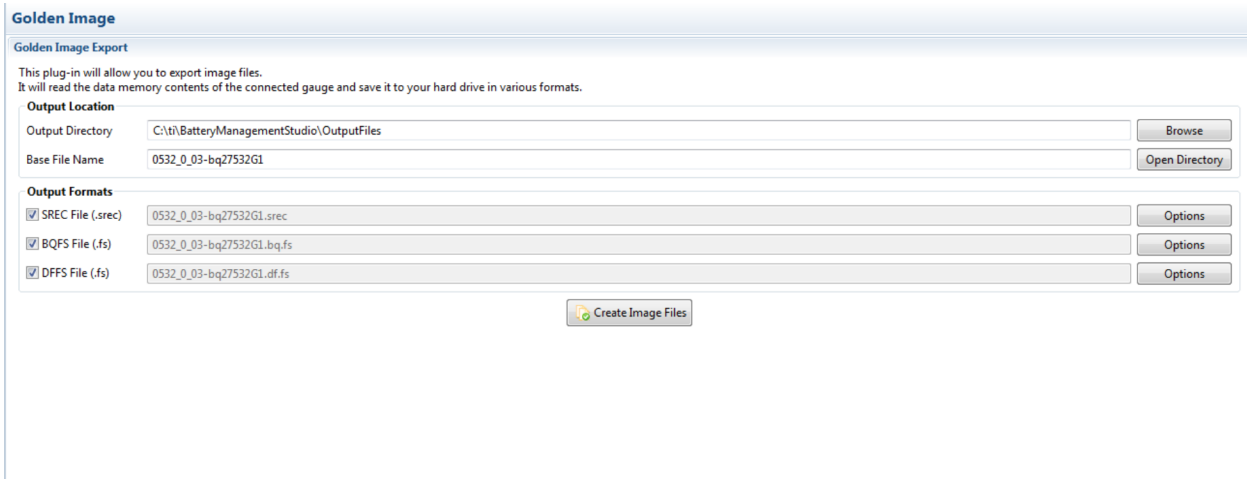 Golden Image
Golden Image Export
This plug-in will allow you to export image files.
It will read the data memory contents of the connected gauge and save it to your hard drive in various formats.
Output Location
Output Directory C:\ti\BatteryManagementStudio\OutputFiles Browse
Base File Name 0532_0_03-bq27532G1 Open Directory
Output Formats
SREC File (.srec) 0532_0_03-bq27532G1.srec Options
BQFS File (.fs) 0532_0_03-bq27532G1.bq.fs Options
DFFS File (.fs) 0532_0_03-bq27532G1.df.fs Options
Create Image Files